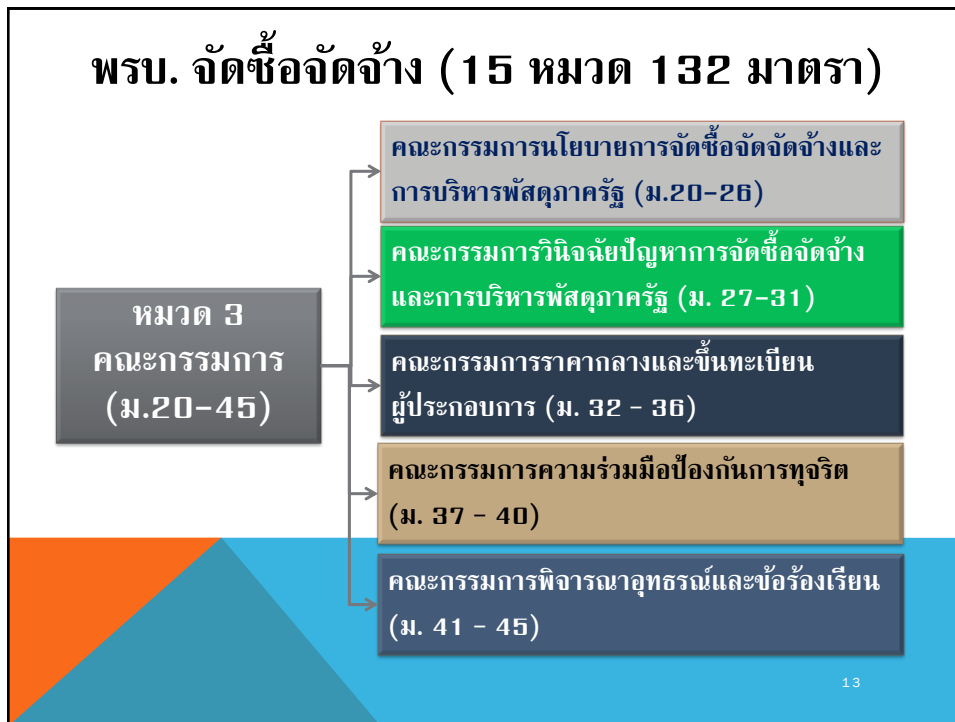 พรบ. จัดซื้อจัดจ้าง (15 หมวด 132 มาตรา)
หมวด 3
คณะกรรมการ
(ม.20-45)
คณะกรรมการนโยบายการจัดซื้อจัดจัดจ้างและ
การบริหารพัสดุภาครัฐ (ม.20-26)
คณะกรรมการวินิจฉัยปัญหาการจัดซื้อจัดจ้าง
และการบริหารพัสดุภาครัฐ (ม. 27-31)
คณะกรรมการราคากลางและขึ้นทะเบียน
ผู้ประกอบการ (ม. 32 - 36)
คณะกรรมการความร่วมมือป้องกันการทุจริต
(ม. 37 - 40)
คณะกรรมการพิจารณาอุทธรณ์และข้อร้องเรียน
(ม. 41 - 45)
13